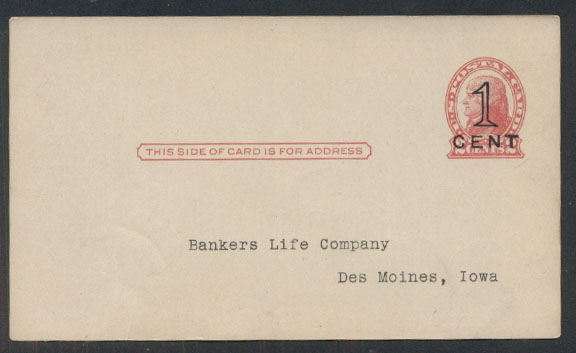 1
CENT
THIS SIDE OF CARD IS FOR ADDRESS
Bankers Life Company
Des Moines, Iowa